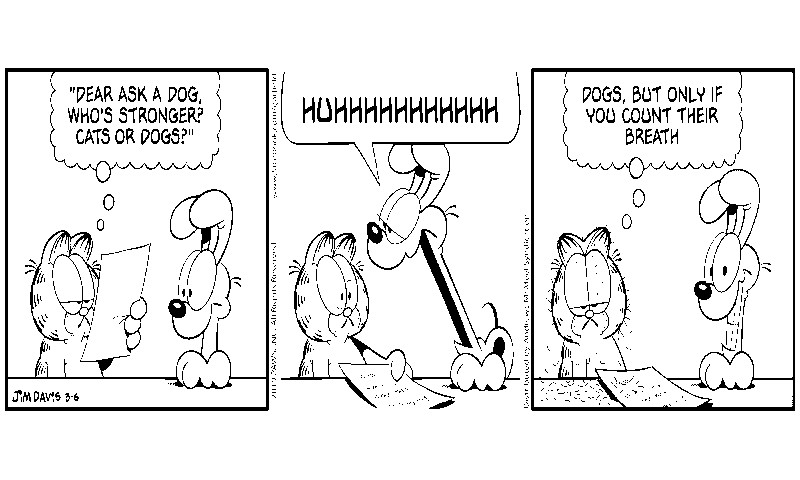 "DEAR ASK A DOG,
WHO'S STRONGER?
CATS OR DOGS?"
JIM DAVIS 3-6
HUHHHHHHHHHHHH
DOGS, BUT ONLY IF
YOU COUNT THEIR
BREATH